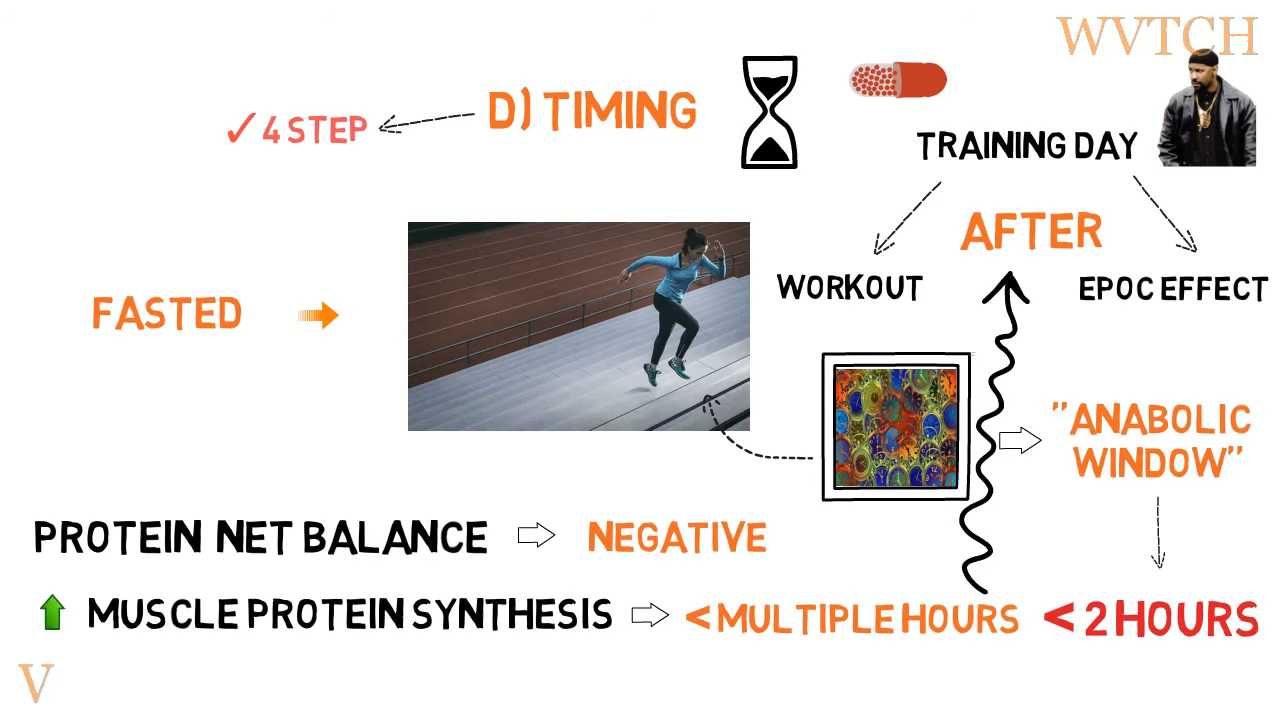 WVTCH
D) TIMING
✓ 4 STEP
TRAINING DAY
AFTER
WORKOUT
EPOC EFFECT
FASTED
"ANABOLIC
WINDOW"
PROTEIN NET BALANCE
NEGATIVE
MUSCLE PROTEIN SYNTHESIS
< MULTIPLE HOURS
< 2 HOURS
V